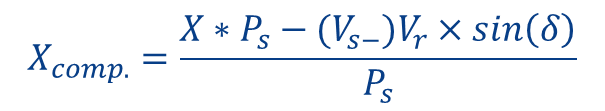 X_comp. = (X * P_s − (V_s−)V_r × sin(δ)) / P_s